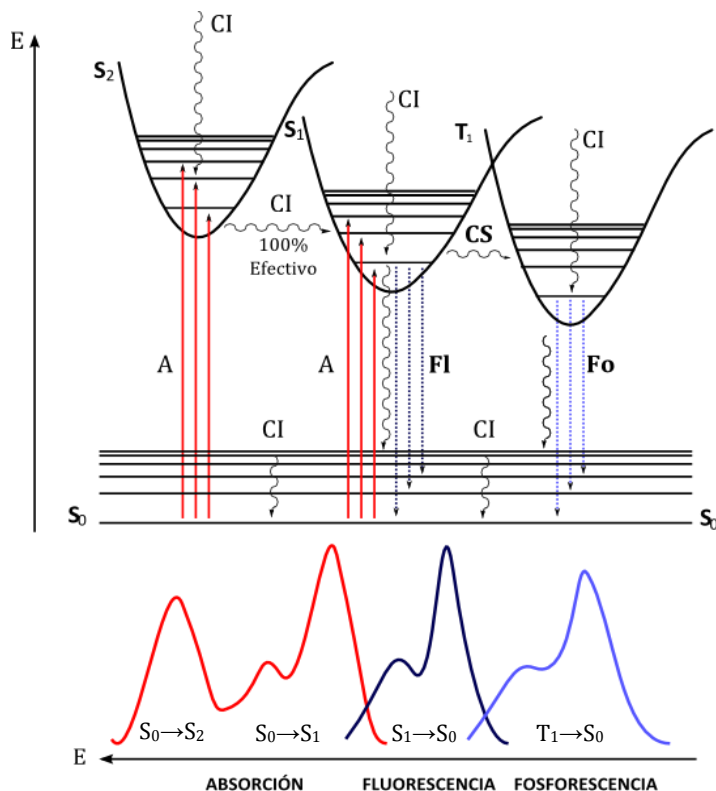 CI
E
S₂
CI
S₁
T₁
CI
CI
100%
Efectivo
CS
A
A
Fl
Fo
CI
CI
S₀
S₀
S₀→S₂
S₀→S₁
S₁→S₀
T₁→S₀
E
ABSORCIÓN
FLUORESCENCIA
FOSFORESCENCIA